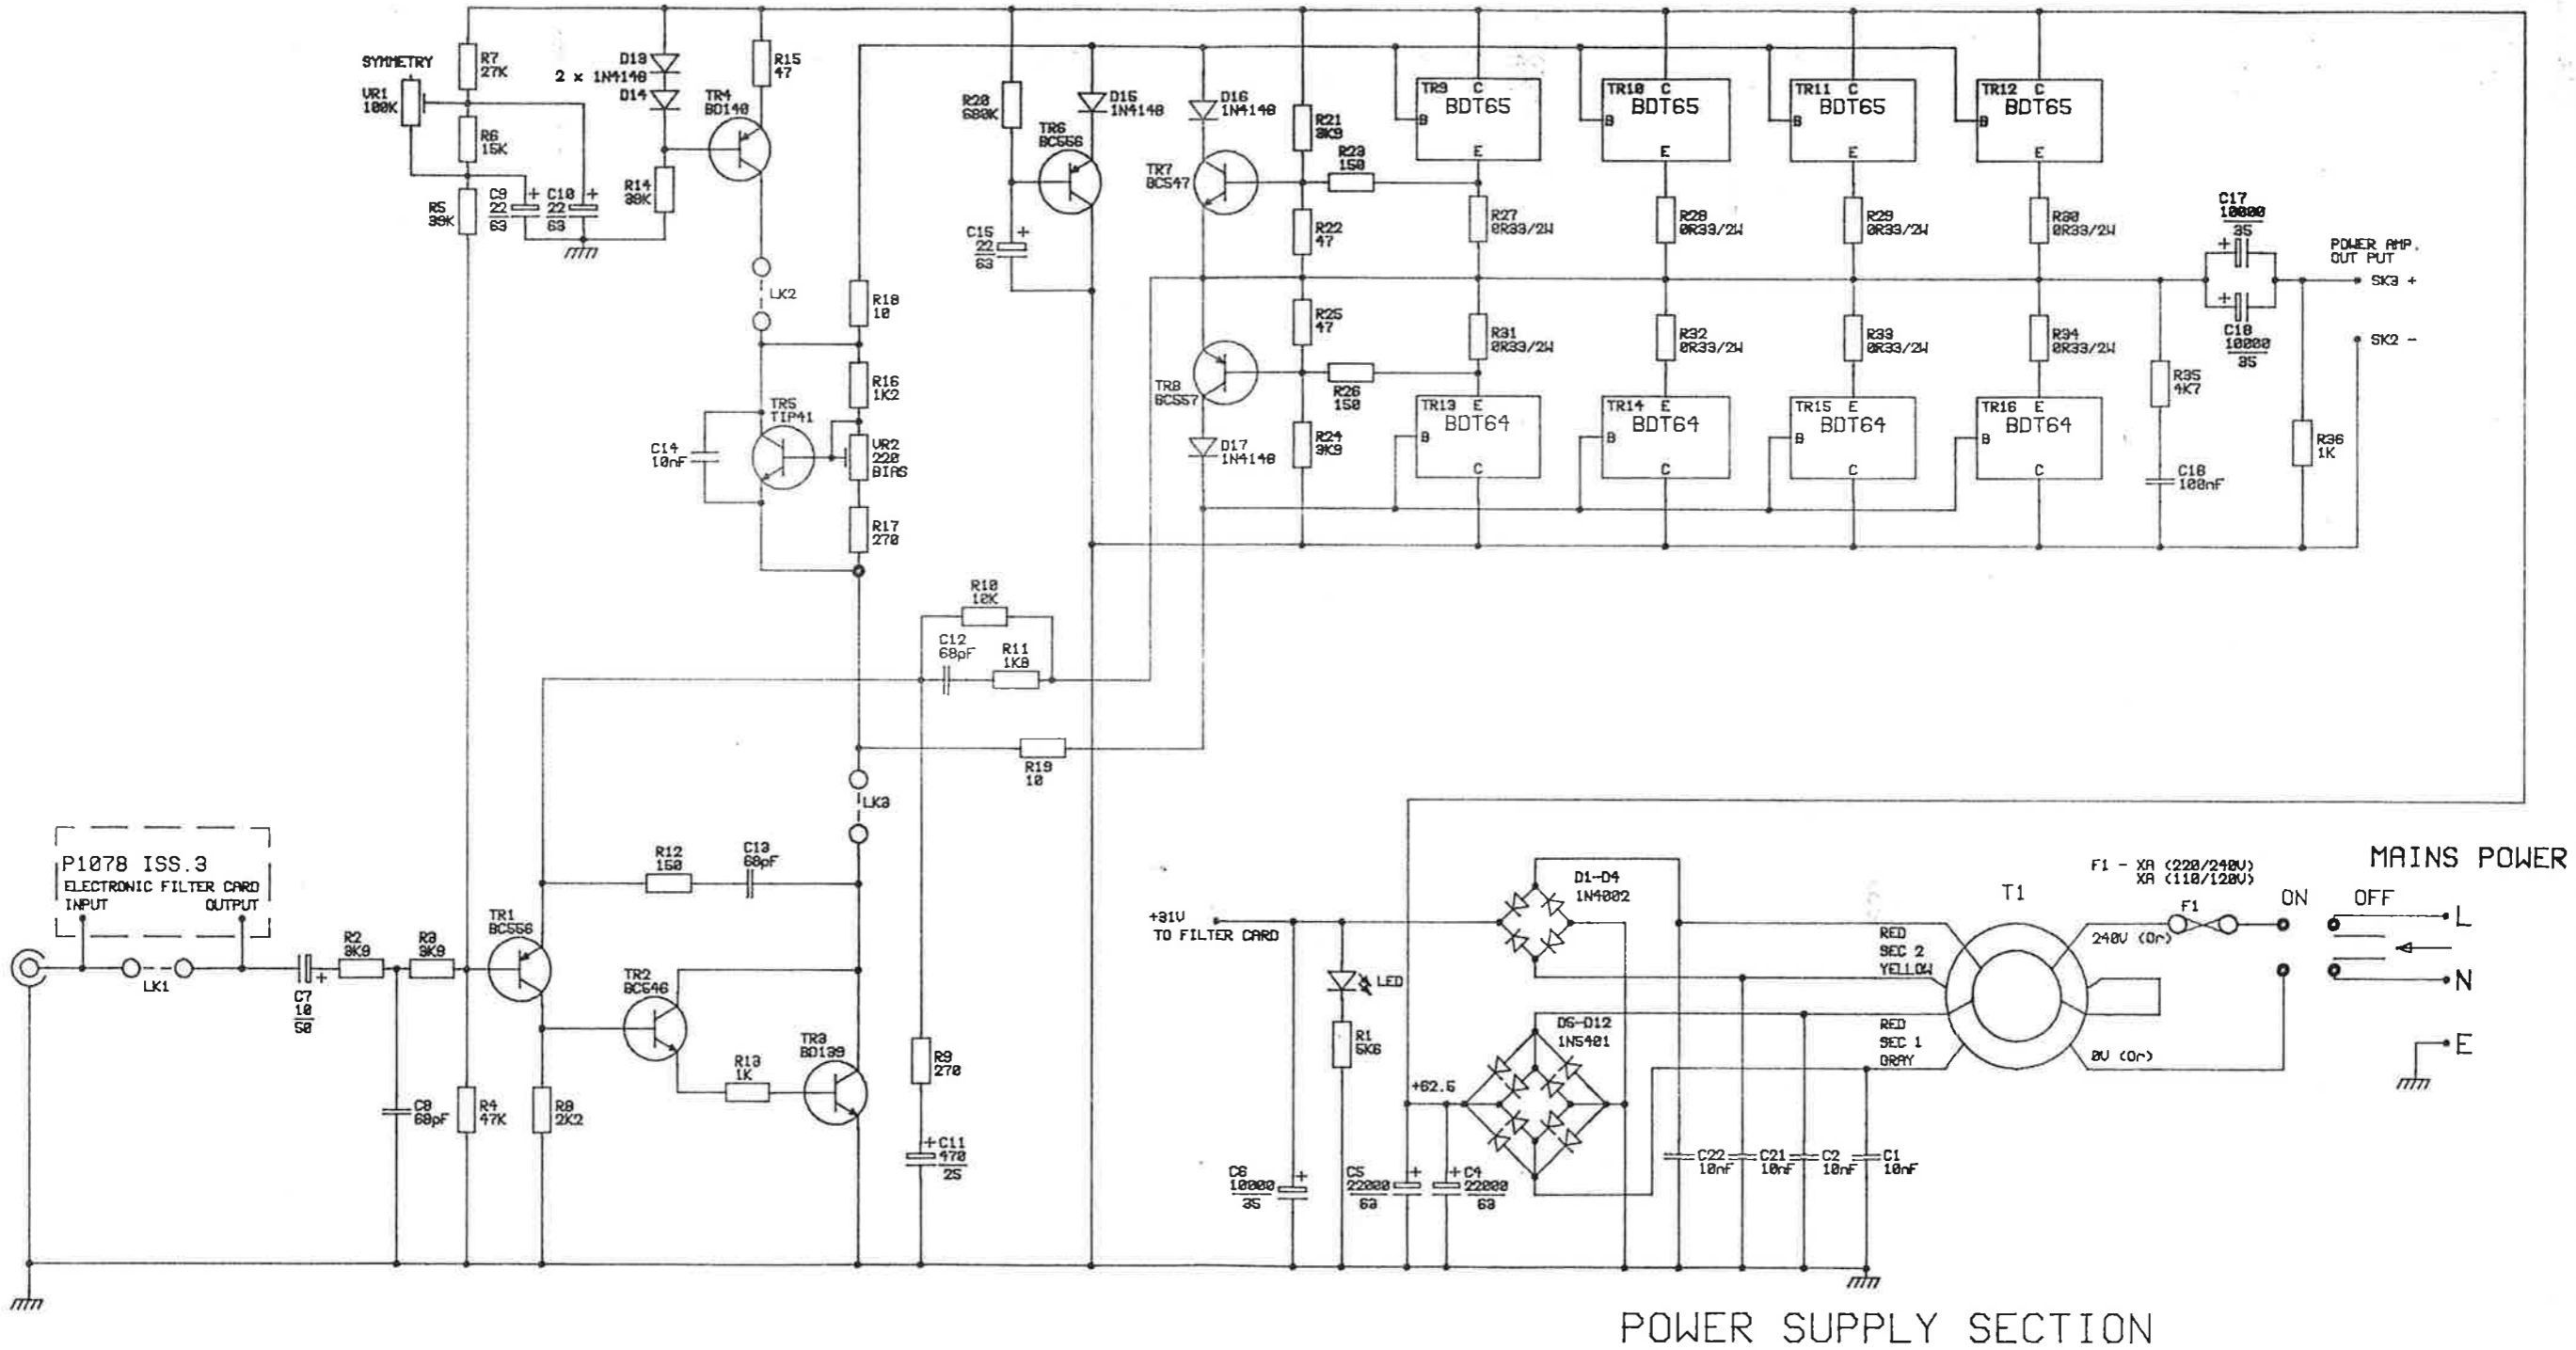 SYMMETRY
VR1
100K
R7
27K
R6
15K
R5
39K
C9
22
63
C10
22
63
D13
2 x 1N4148
D14
R14
39K
TR4
BD140
R15
47
LK2
R18
10
R16
1K2
TR5
TIP41
C14
10nF
VR2
220
BIAS
R17
270
R20
680K
TR6
BC556
C15
22
63
D15
1N4148
D16
1N4148
TR7
BC547
R21
3K9
R23
150
R22
47
R25
47
R26
150
TR8
BC557
D17
1N4148
R24
3K9
TR9 C
BDT65
B
E
TR10 C
BDT65
B
E
TR11 C
BDT65
B
E
TR12 C
BDT65
B
E
R27
0R33/2W
R28
0R33/2W
R29
0R33/2W
R30
0R33/2W
R31
0R33/2W
R32
0R33/2W
R33
0R33/2W
R34
0R33/2W
TR13 E
BDT64
B
C
TR14 E
BDT64
B
C
TR15 E
BDT64
B
C
TR16 E
BDT64
B
C
C17
10000
35
C18
10000
35
POWER AMP.
OUT PUT
SK3 +
SK2 -
R35
4K7
C18
100nF
R36
1K
R10
10K
C12
68pF
R11
1K8
R19
10
LK3
P1078 ISS.3
ELECTRONIC FILTER CARD
INPUT OUTPUT
LK1
C7
10
50
R2
3K9
R3
3K9
C8
68pF
R4
47K
TR1
BC556
R8
2K2
R12
150
C13
68pF
TR2
BC546
R13
1K
TR3
BD139
R9
270
C11
470
25
+31V
TO FILTER CARD
LED
R1
5K6
C6
10000
35
C5
22000
63
C4
22000
63
+62.5
D1-D4
1N4002
D5-D12
1N5401
C22
10nF
C21
10nF
C2
10nF
C1
10nF
RED
SEC 2
YELLOW
RED
SEC 1
GRAY
T1
240V (Or)
0V (Or)
F1 - XA (220/240V)
XA (110/120V)
F1
ON
OFF
MAINS POWER
L
N
E
POWER SUPPLY SECTION